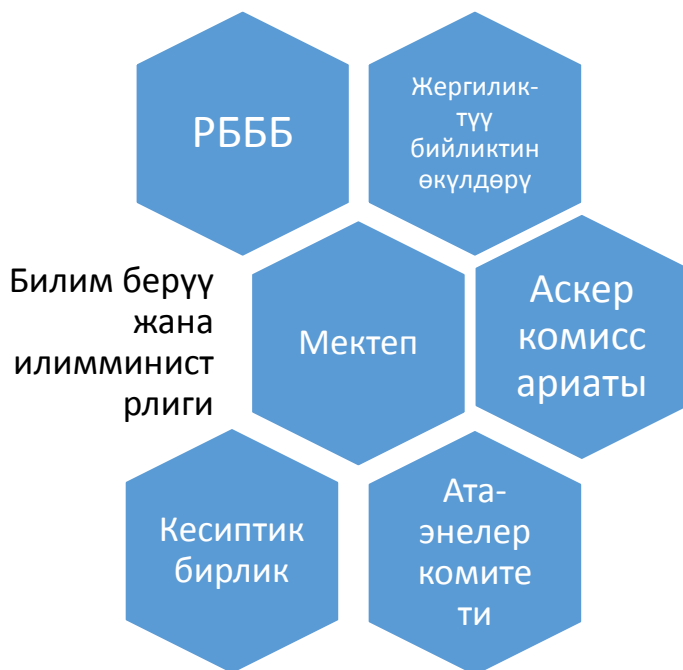 РБББ
Жергилик-
түү
бийликтин
өкүлдөрү
Билим берүү
жана
илимминист
рлиги
Мектеп
Аскер
комисс
ариаты
Кесиптик
бирлик
Ата-
энелер
комите
ти